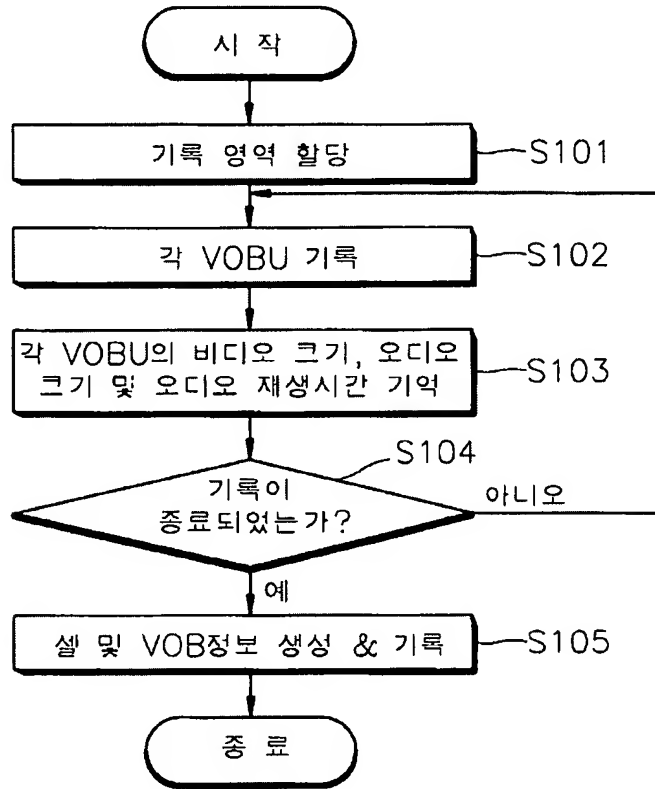 시 작
기록 영역 할당
S101
각 VOBU 기록
S102
각 VOBU의 비디오 크기, 오디오
크기 및 오디오 재생시간 기억
S103
S104
기록이
종료되었는가?
아니오
예
셀 및 VOB정보 생성 & 기록
S105
종 료